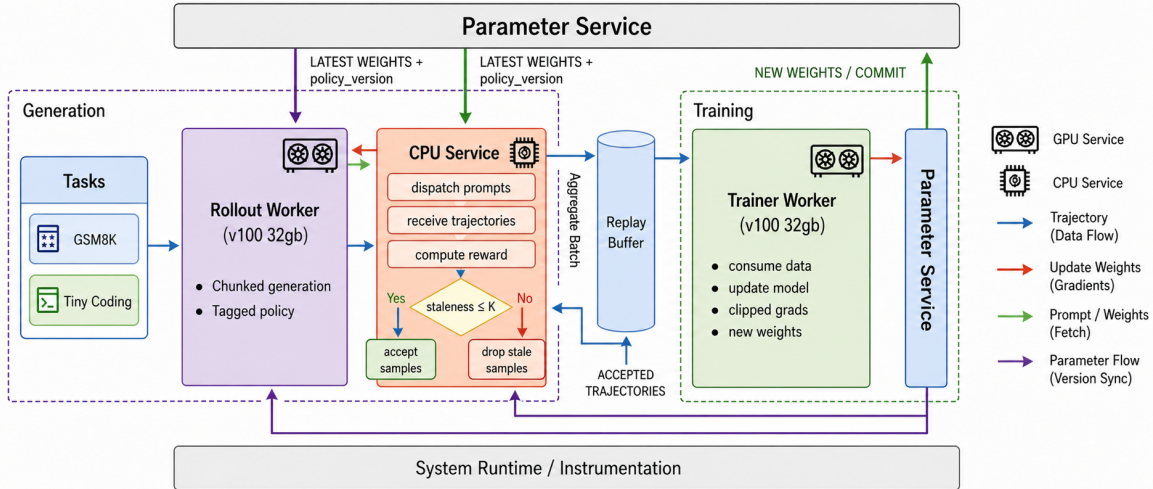 Parameter Service
LATEST WEIGHTS +
policy_version
LATEST WEIGHTS +
policy_version
NEW WEIGHTS / COMMIT
Generation
Tasks
GSM8K
Tiny Coding
Rollout Worker
(v100 32gb)
● Chunked generation
● Tagged policy
CPU Service
dispatch prompts
receive trajectories
compute reward
staleness ≤ K
Yes
No
accept
samples
drop stale
samples
Aggregate Batch
Replay
Buffer
ACCEPTED
TRAJECTORIES
Training
Trainer Worker
(v100 32gb)
● consume data
● update model
● clipped grads
● new weights
Parameter Service
GPU Service
CPU Service
Trajectory
(Data Flow)
Update Weights
(Gradients)
Prompt / Weights
(Fetch)
Parameter Flow
(Version Sync)
System Runtime / Instrumentation